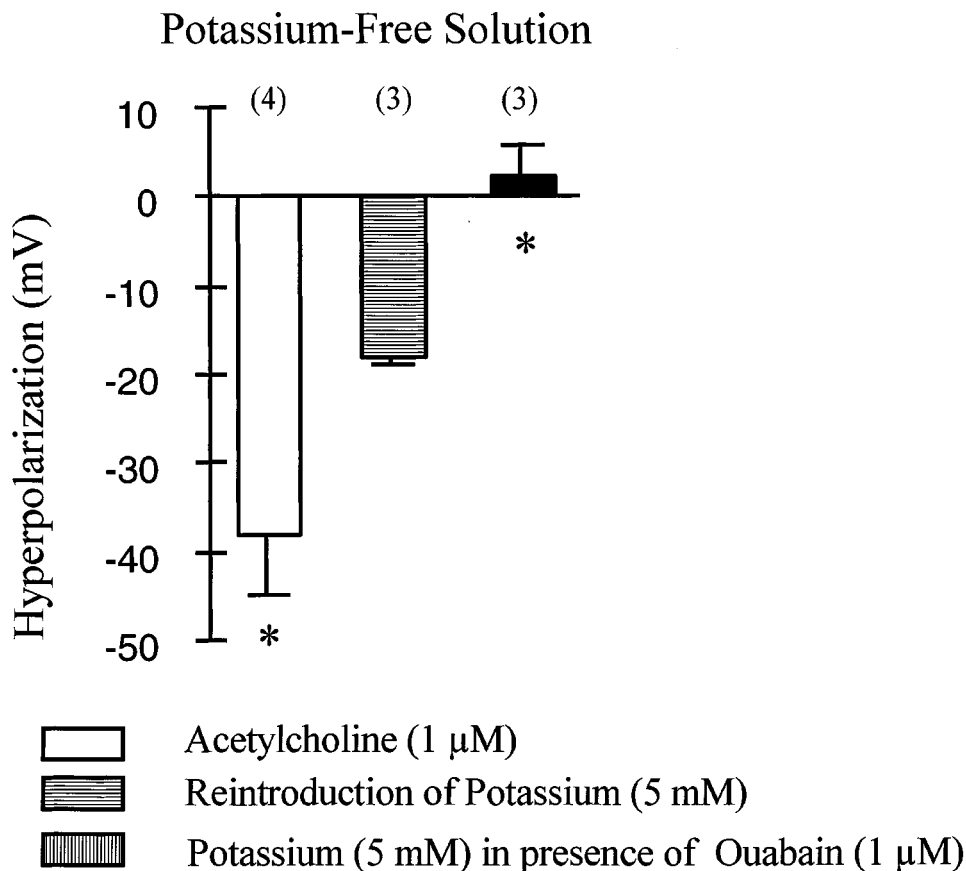 Potassium-Free Solution
(4) (3) (3)
10
0
-10
-20
-30
-40
-50
Hyperpolarization (mV)
*
*
Acetylcholine (1 µM)
Reintroduction of Potassium (5 mM)
Potassium (5 mM) in presence of Ouabain (1 µM)